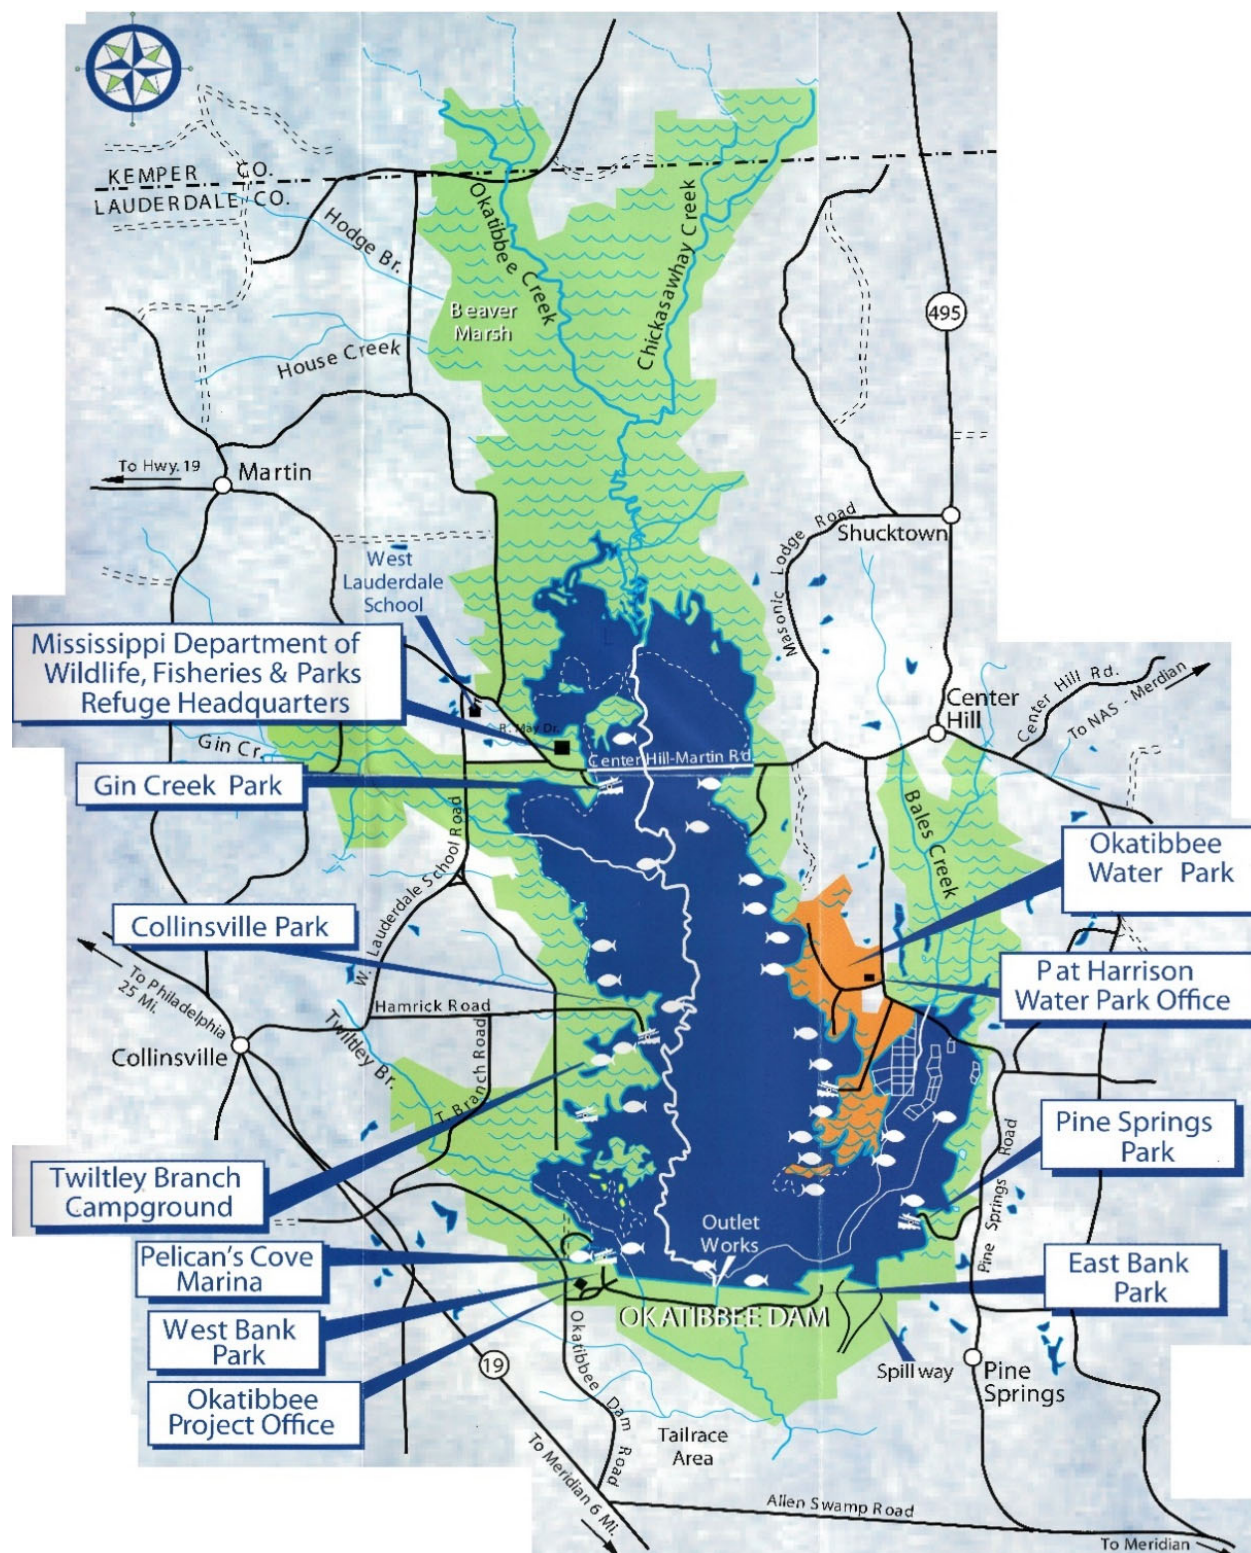 KEMPER CO.
LAUDERDALE CO.
Hodge Br.
Okatibbee Creek
Chickasawhay Creek
Beaver
Marsh
House Creek
495
To Hwy. 19
Martin
Masonic Lodge Road
Shucktown
West
Lauderdale
School
Mississippi Department of
Wildlife, Fisheries & Parks
Refuge Headquarters
Center
Hill
Center Hill Rd.
To NAS - Merdian
R. May Dr.
Gin Cr.
Center Hill-Martin Rd
Gin Creek Park
Bales Creek
W. Lauderdale School Road
Okatibbee
Water Park
Collinsville Park
Pat Harrison
Water Park Office
To Philadelphia
25 Mi.
Hamrick Road
Collinsville
Twiltley Br.
T. Branch Road
Pine Springs
Park
Twiltley Branch
Campground
Pine Springs Road
Outlet
Works
Pelican's Cove
Marina
East Bank
Park
West Bank
Park
OKATIBBEE DAM
Okatibbee Dam Road
19
Spillway
Pine
Springs
Okatibbee
Project Office
Tailrace
Area
To Meridian 6 Mi.
Allen Swamp Road
To Meridian